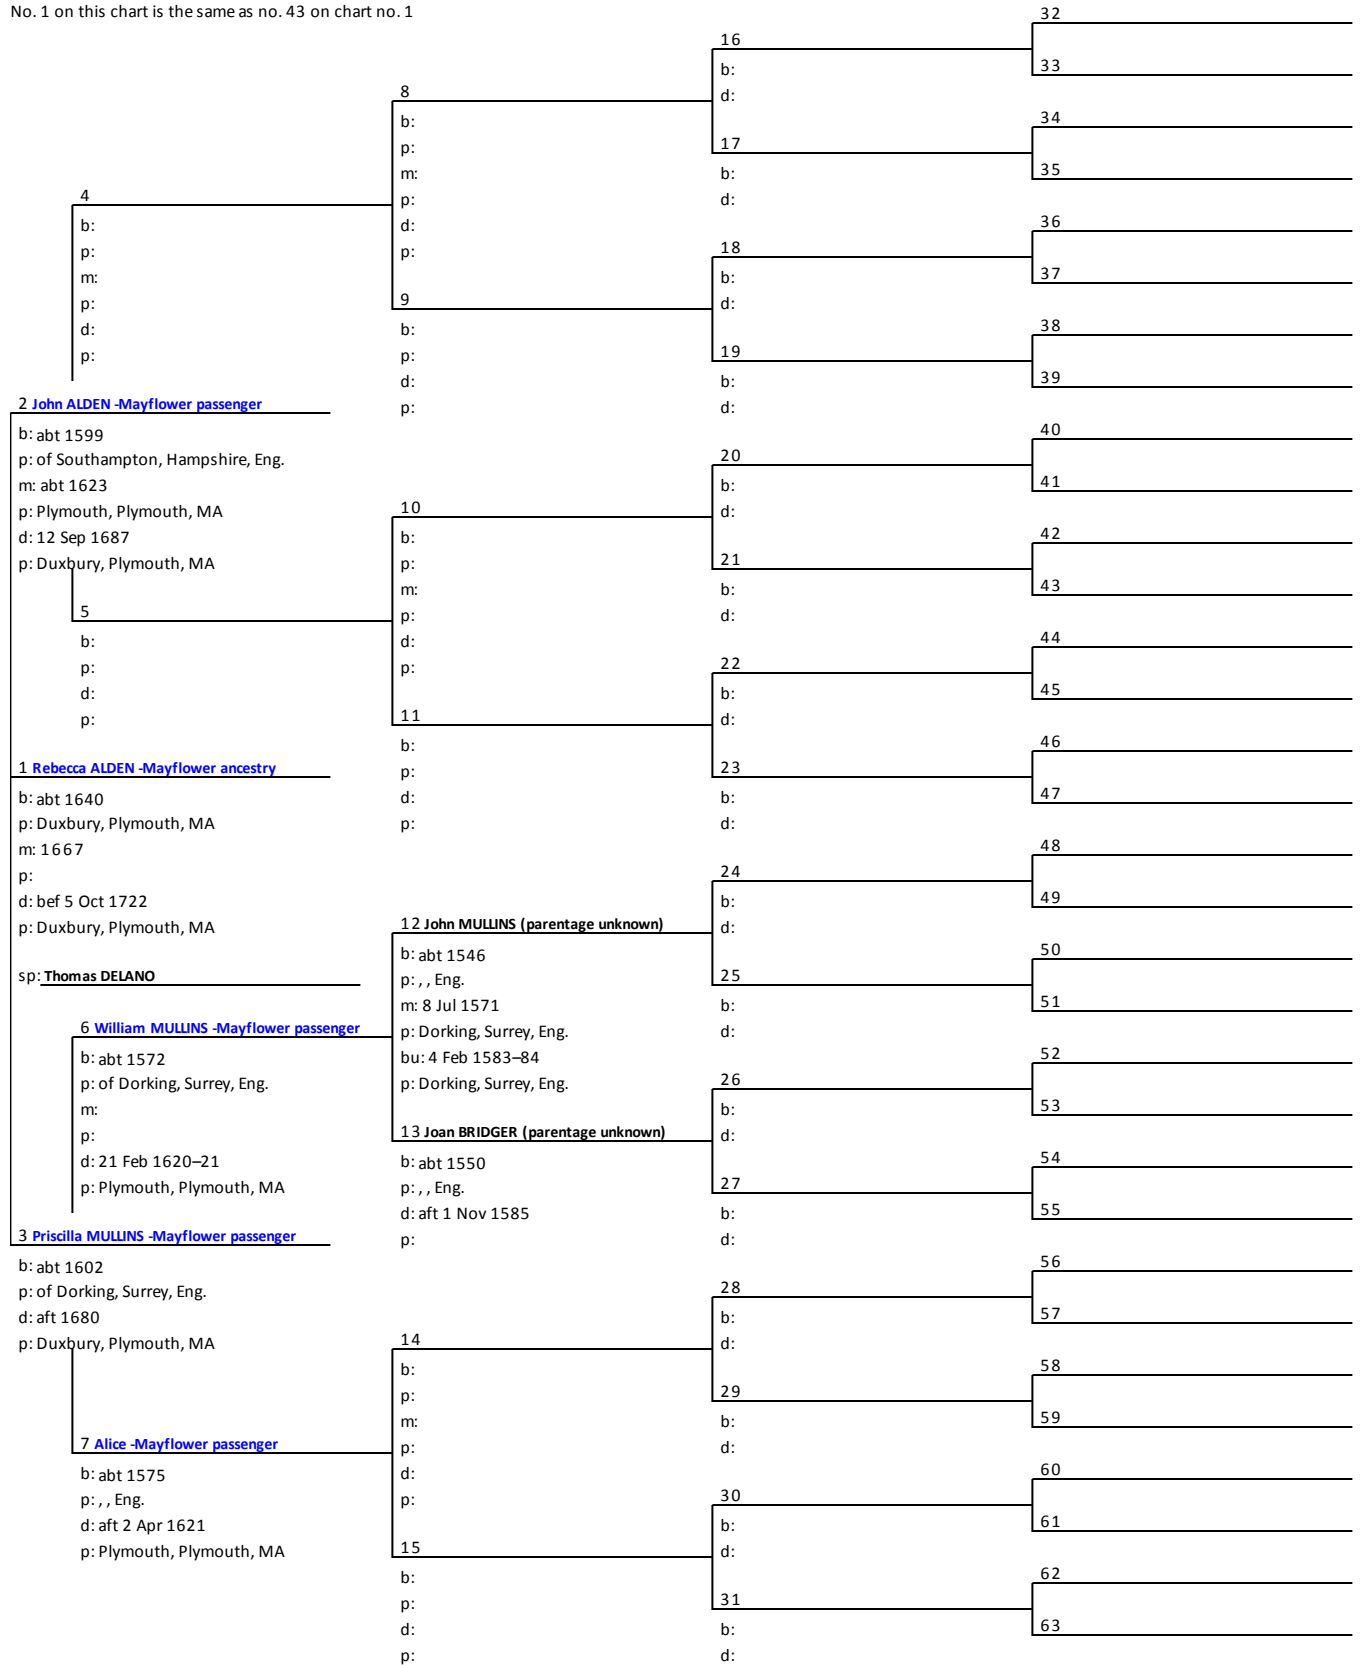 No. 1 on this chart is the same as no. 43 on chart no. 1
4
b:
p:
m:
p:
d:
p:
2 John ALDEN -Mayflower passenger
b: abt 1599
p: of Southampton, Hampshire, Eng.
m: abt 1623
p: Plymouth, Plymouth, MA
d: 12 Sep 1687
p: Duxbury, Plymouth, MA
5
b:
p:
d:
p:
1 Rebecca ALDEN -Mayflower ancestry
b: abt 1640
p: Duxbury, Plymouth, MA
m: 1667
p:
d: bef 5 Oct 1722
p: Duxbury, Plymouth, MA
sp: Thomas DELANO
6 William MULLINS -Mayflower passenger
b: abt 1572
p: of Dorking, Surrey, Eng.
m:
p:
d: 21 Feb 1620–21
p: Plymouth, Plymouth, MA
3 Priscilla MULLINS -Mayflower passenger
b: abt 1602
p: of Dorking, Surrey, Eng.
d: aft 1680
p: Duxbury, Plymouth, MA
7 Alice -Mayflower passenger
b: abt 1575
p: , , Eng.
d: aft 2 Apr 1621
p: Plymouth, Plymouth, MA
8
b:
p:
m:
p:
d:
p:
9
b:
p:
d:
p:
10
b:
p:
m:
p:
d:
p:
11
b:
p:
d:
p:
12 John MULLINS (parentage unknown)
b: abt 1546
p: , , Eng.
m: 8 Jul 1571
p: Dorking, Surrey, Eng.
bu: 4 Feb 1583–84
p: Dorking, Surrey, Eng.
13 Joan BRIDGER (parentage unknown)
b: abt 1550
p: , , Eng.
d: aft 1 Nov 1585
p:
14
b:
p:
m:
p:
d:
p:
15
b:
p:
d:
p:
16
b:
d:
17
b:
d:
18
b:
d:
19
b:
d:
20
b:
d:
21
b:
d:
22
b:
d:
23
b:
d:
24
b:
d:
25
b:
d:
26
b:
d:
27
b:
d:
28
b:
d:
29
b:
d:
30
b:
d:
31
b:
d:
32
33
34
35
36
37
38
39
40
41
42
43
44
45
46
47
48
49
50
51
52
53
54
55
56
57
58
59
60
61
62
63